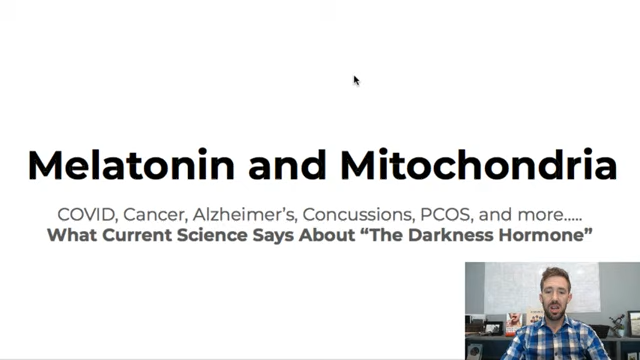 Melatonin and Mitochondria
COVID, Cancer, Alzheimer's, Concussions, PCOS, and more.....
What Current Science Says About “The Darkness Hormone”